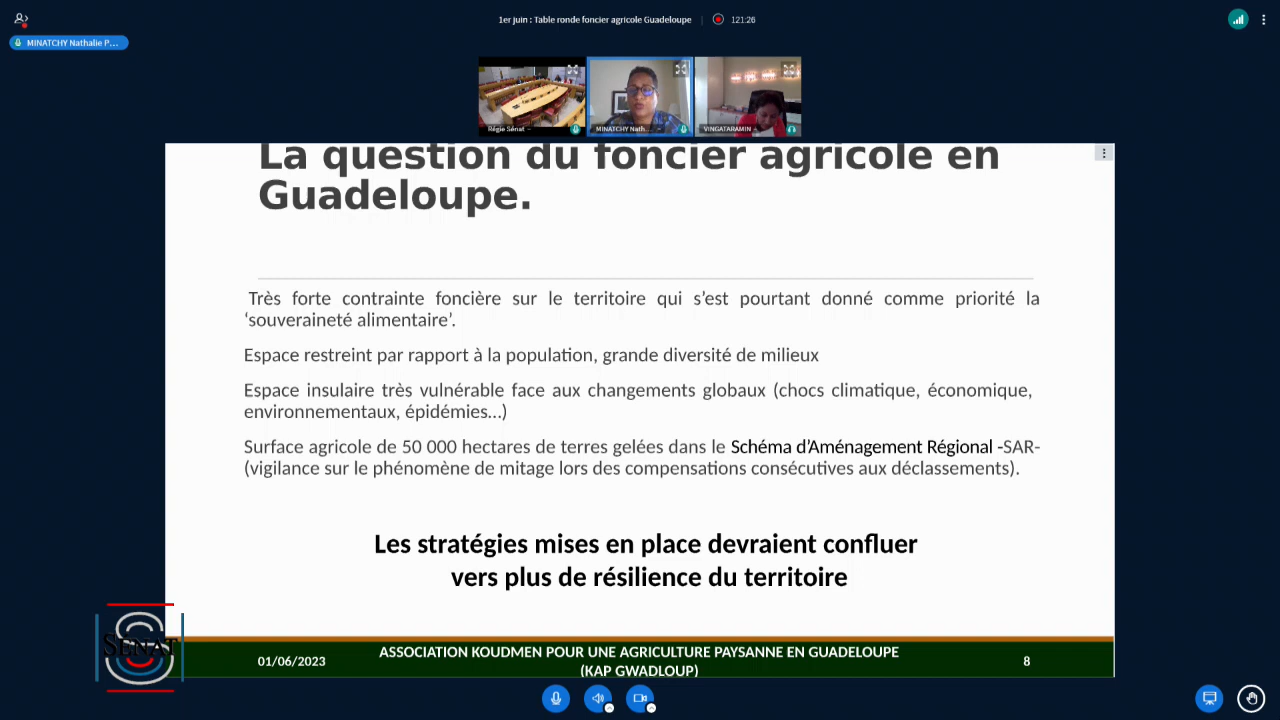 1er juin : Table ronde foncier agricole Guadeloupe
121:26
MINATCHY Nathalie P...
Régie Sénat
MINATCHY Nath...
VINGATARAMIN
La question du foncier agricole en
Guadeloupe.
Très forte contrainte foncière sur le territoire qui s’est pourtant donné comme priorité la
‘souveraineté alimentaire’.
Espace restreint par rapport à la population, grande diversité de milieux
Espace insulaire très vulnérable face aux changements globaux (chocs climatique, économique,
environnementaux, épidémies...)
Surface agricole de 50 000 hectares de terres gelées dans le Schéma d’Aménagement Régional -SAR-
(vigilance sur le phénomène de mitage lors des compensations consécutives aux déclassements).
Les stratégies mises en place devraient confluer
vers plus de résilience du territoire
SÉNAT
01/06/2023
ASSOCIATION KOUDMEN POUR UNE AGRICULTURE PAYSANNE EN GUADELOUPE
(KAP GWADLOUP)
8